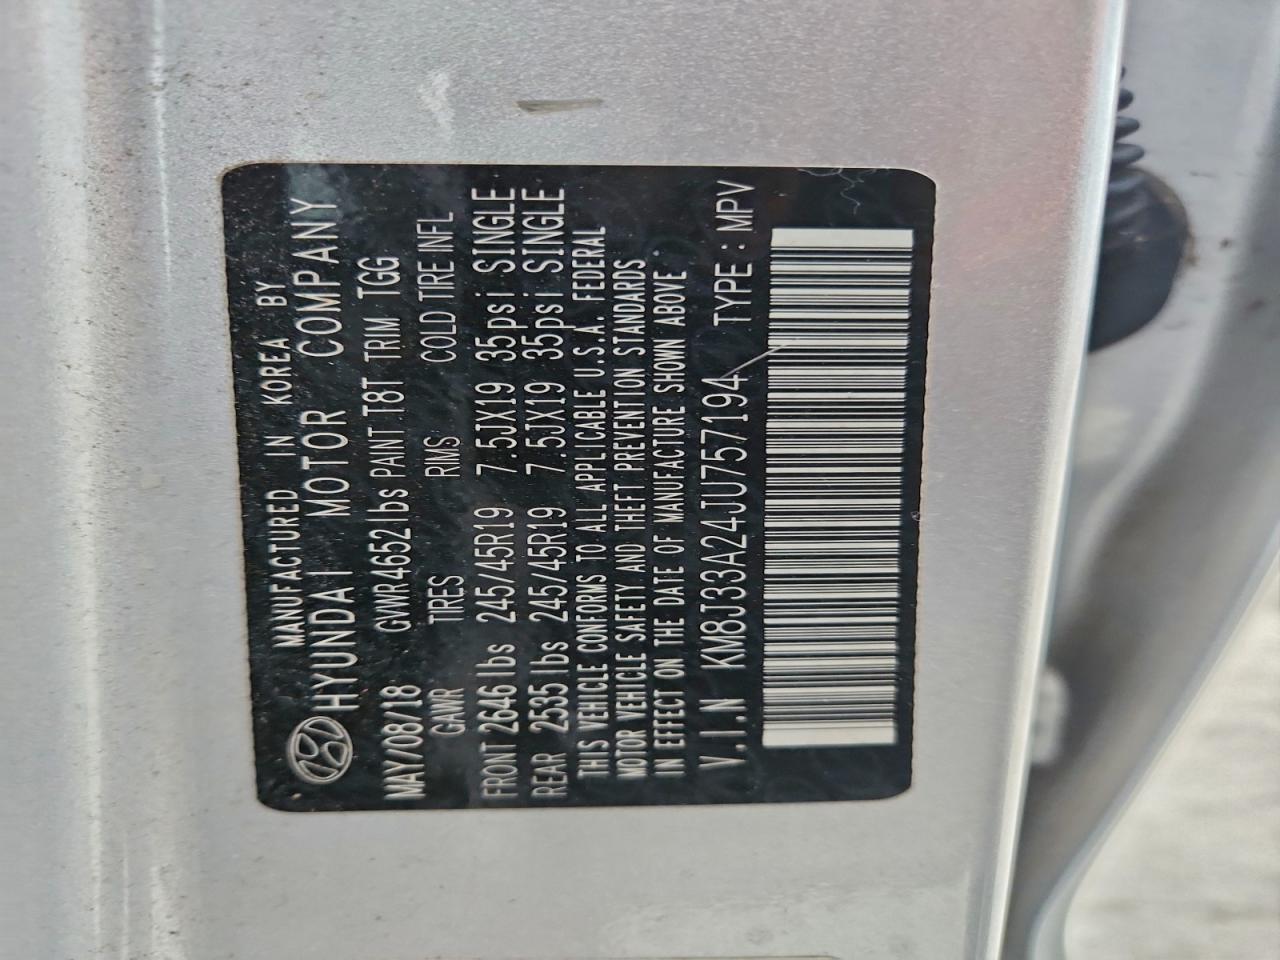 MANUFACTURED IN KOREA BY
HYUNDAI MOTOR COMPANY
MAY/08/18 GWR4652lbs PAINT T8T TRIM TGG
GAWR TIRES RIMS COLD TIRE INFL
FRONT 2646 lbs 245/45R19 7.5JX19 35psi SINGLE
REAR 2535 lbs 245/45R19 7.5JX19 35psi SINGLE
THIS VEHICLE CONFORMS TO ALL APPLICABLE U.S.A. FEDERAL
MOTOR VEHICLE SAFETY AND THEFT PREVENTION STANDARDS
IN EFFECT ON THE DATE OF MANUFACTURE SHOWN ABOVE.
V.I.N KM8J33A24JU757194 TYPE : MPV